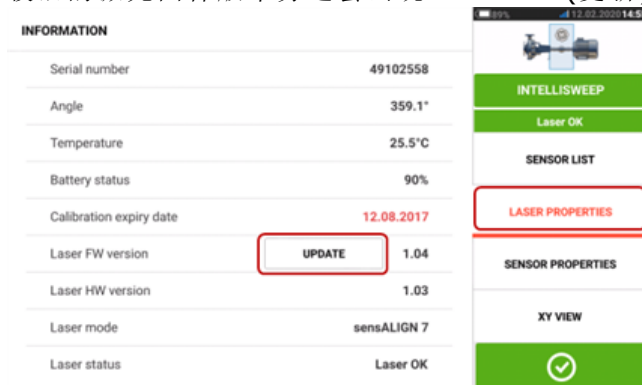 INFORMATION
Serial number 49102558
Angle 359.1°
Temperature 25.5°C
Battery status 90%
Calibration expiry date 12.08.2017
Laser FW version UPDATE 1.04
Laser HW version 1.03
Laser mode sensALIGN 7
Laser status Laser OK
89% 12.02.2020 14:5
INTELLISWEEP
Laser OK
SENSOR LIST
LASER PROPERTIES
SENSOR PROPERTIES
XY VIEW